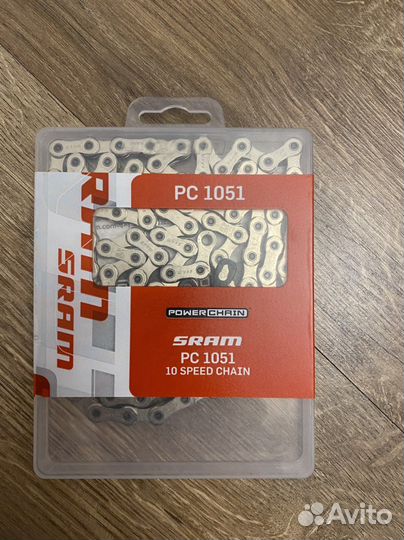 PC 1051
SRAM
POWERCHAIN
SRAM
PC 1051
10 SPEED CHAIN
Avito